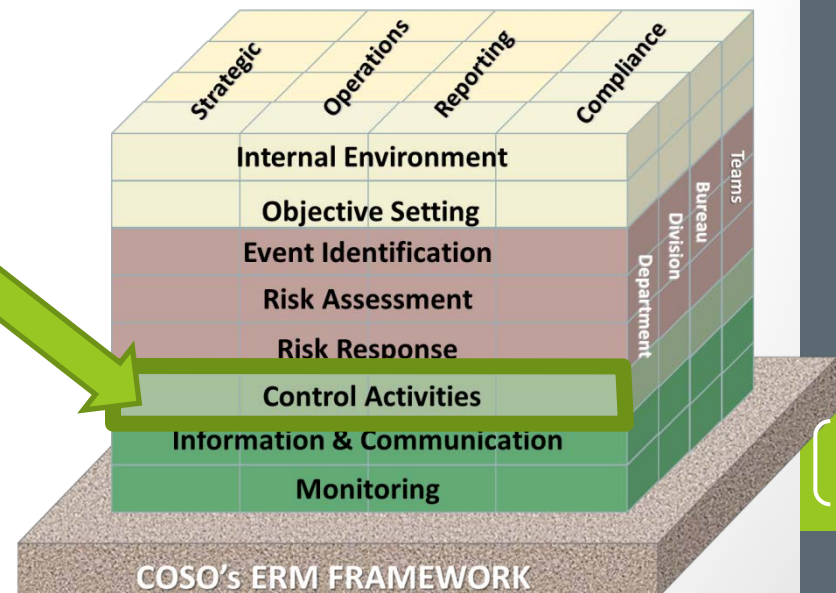 Strategic
Operations
Reporting
Compliance
Internal Environment
Objective Setting
Event Identification
Risk Assessment
Risk Response
Control Activities
Information & Communication
Monitoring
Department
Division
Bureau
Teams
COSO's ERM FRAMEWORK